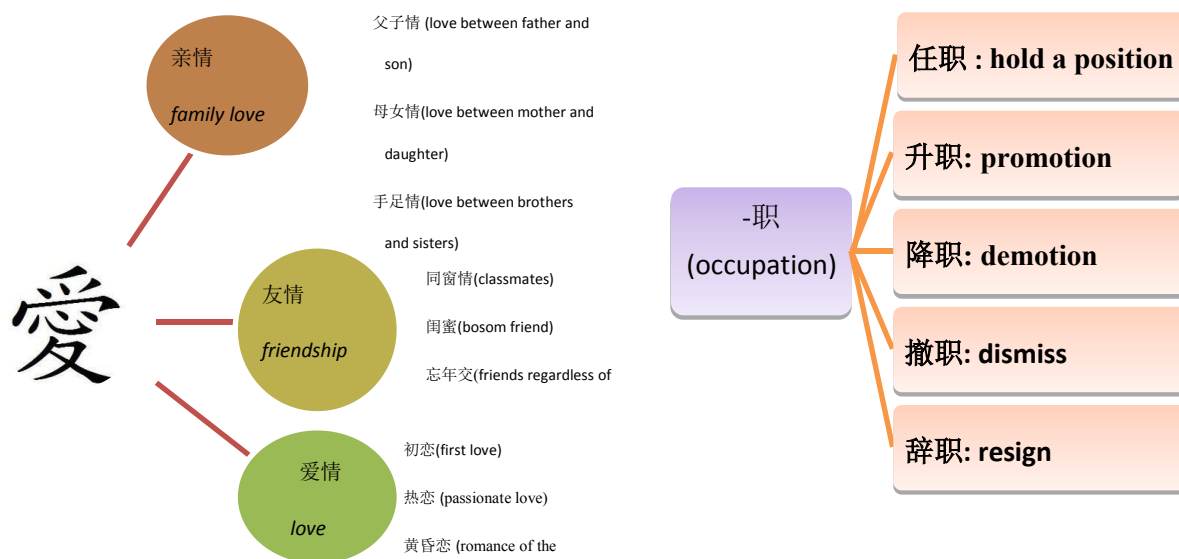 愛
亲情
family love
父子情 (love between father and
son)
母女情(love between mother and
daughter)
手足情(love between brothers
and sisters)
友情
friendship
同窗情(classmates)
闺蜜(bosom friend)
忘年交(friends regardless of
爱情
love
初恋(first love)
热恋 (passionate love)
黄昏恋 (romance of the
-职
(occupation)
任职 : hold a position
升职: promotion
降职: demotion
撤职: dismiss
辞职: resign